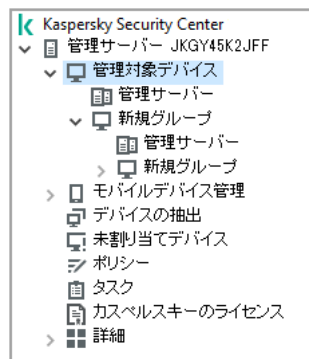 Kaspersky Security Center
管理サーバー JKGY45K2JFF
管理対象デバイス
管理サーバー
新規グループ
管理サーバー
新規グループ
モバイルデバイス管理
デバイスの抽出
未割り当てデバイス
ポリシー
タスク
カスペルスキーのライセンス
詳細